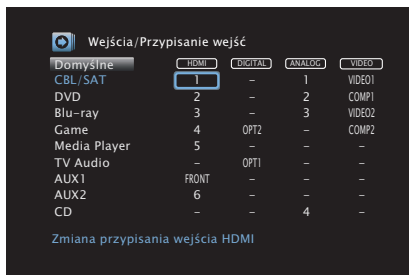 Wejścia/Przypisanie wejść
Domyślne HDMI DIGITAL ANALOG VIDEO
CBL/SAT 1 – 1 VIDEO1
DVD 2 – 2 COMP1
Blu-ray 3 – 3 VIDEO2
Game 4 OPT2 – COMP2
Media Player 5 – – –
TV Audio – OPT1 – –
AUX1 FRONT – – –
AUX2 6 – – –
CD – – 4 –
Zmiana przypisania wejścia HDMI